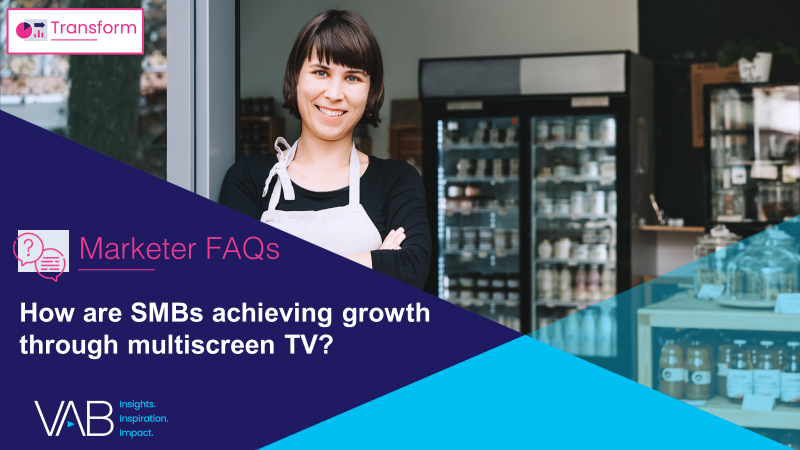 Transform
?
Marketer FAQs
How are SMBs achieving growth
through multiscreen TV?
VAB
Insights.
Inspiration.
Impact.